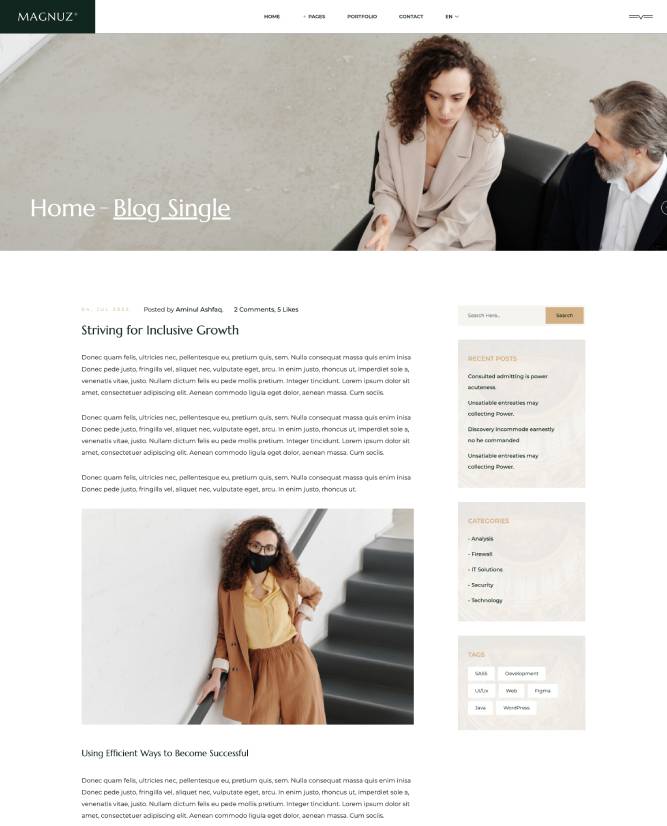 MAGNUZ®
HOME
+ PAGES
PORTFOLIO
CONTACT
EN
Home - Blog Single
04, JUL 2022
Posted by Aminul Ashfaq,
2 Comments, 5 Likes
Striving for Inclusive Growth
Donec quam felis, ultricies nec, pellentesque eu, pretium quis, sem. Nulla consequat massa quis enim inisa
Donec pede justo, fringilla vel, aliquet nec, vulputate eget, arcu. In enim justo, rhoncus ut, imperdiet sole a,
venenatis vitae, justo. Nullam dictum felis eu pede mollis pretium. Integer tincidunt. Lorem ipsum dolor sit
amet, consectetuer adipiscing elit. Aenean commodo ligula eget dolor, aenean massa. Cum sociis.
Donec quam felis, ultricies nec, pellentesque eu, pretium quis, sem. Nulla consequat massa quis enim inisa
Donec pede justo, fringilla vel, aliquet nec, vulputate eget, arcu. In enim justo, rhoncus ut, imperdiet sole a,
venenatis vitae, justo. Nullam dictum felis eu pede mollis pretium. Integer tincidunt. Lorem ipsum dolor sit
amet, consectetuer adipiscing elit. Aenean commodo ligula eget dolor, aenean massa. Cum sociis.
Donec quam felis, ultricies nec, pellentesque eu, pretium quis, sem. Nulla consequat massa quis enim inisa
Donec pede justo, fringilla vel, aliquet nec, vulputate eget, arcu. In enim justo, rhoncus ut.
Using Efficient Ways to Become Successful
Donec quam felis, ultricies nec, pellentesque eu, pretium quis, sem. Nulla consequat massa quis enim inisa
Donec pede justo, fringilla vel, aliquet nec, vulputate eget, arcu. In enim justo, rhoncus ut, imperdiet sole a,
venenatis vitae, justo. Nullam dictum felis eu pede mollis pretium. Integer tincidunt. Lorem ipsum dolor sit
amet, consectetuer adipiscing elit. Aenean commodo ligula eget dolor, aenean massa. Cum sociis.
Search Here..
Search
RECENT POSTS
Consulted admitting is power
acuteness.
Unsatiable entreaties may
collecting Power.
Discovery incommode earnestly
no he commanded
Unsatiable entreaties may
collecting Power.
CATEGORIES
- Analysis
- Firewall
- IT Solutions
- Security
- Technology
TAGS
SASS
Development
UI/Ux
Web
Figma
Java
WordPress